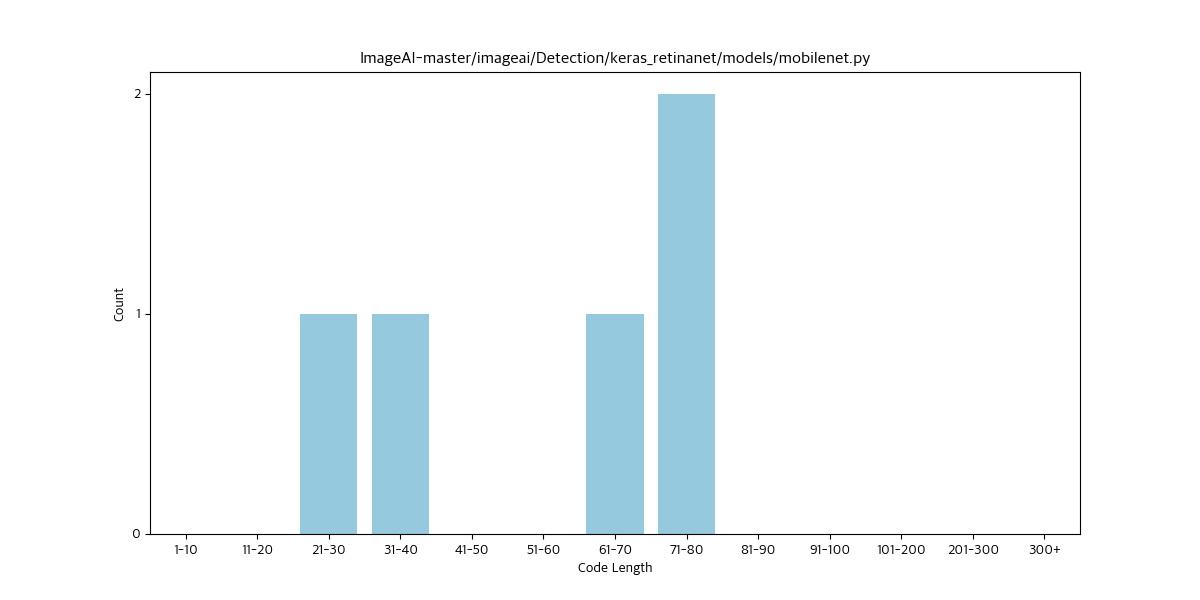 ImageAI-master/imageai/Detection/keras_retinanet/models/mobilenet.py
2
1
0
Count
1-10 11-20 21-30 31-40 41-50 51-60 61-70 71-80 81-90 91-100 101-200 201-300 300+
Code Length